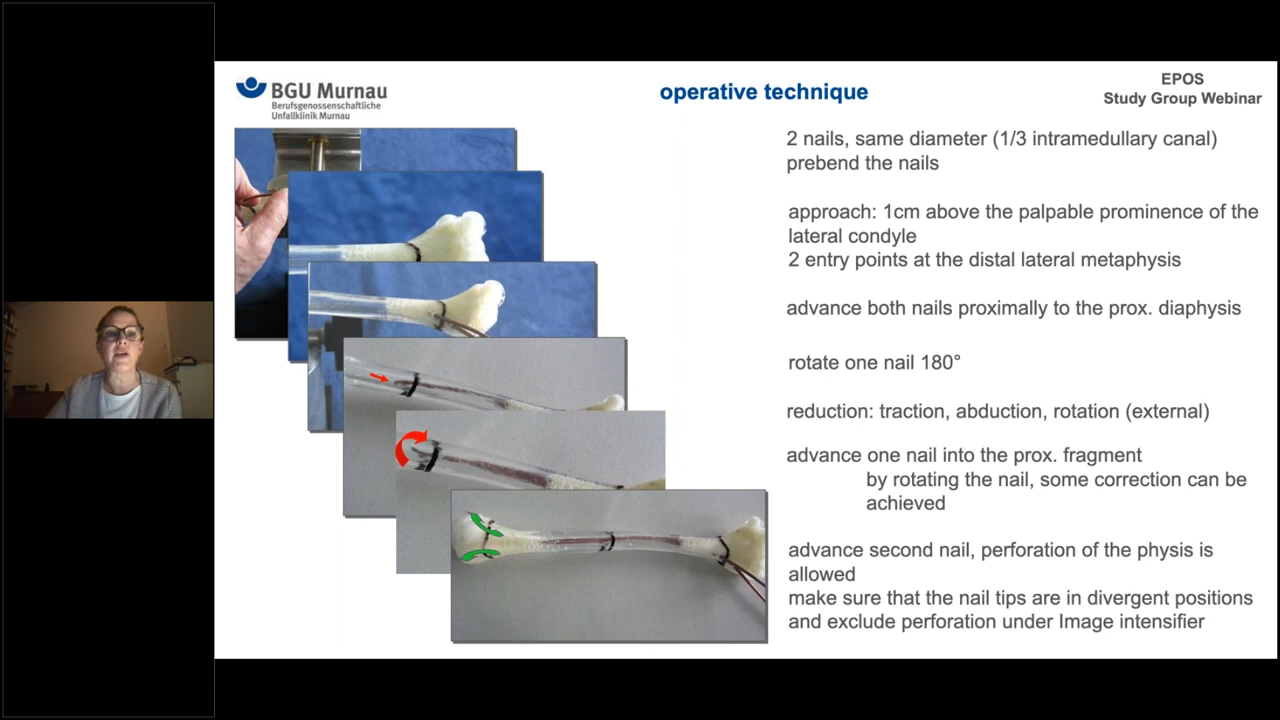 BGU Murnau
Berufsgenossenschaftliche
Unfallklinik Murnau
operative technique
EPOS
Study Group Webinar
2 nails, same diameter (1/3 intramedullary canal)
prebend the nails
approach: 1cm above the palpable prominence of the
lateral condyle
2 entry points at the distal lateral metaphysis
advance both nails proximally to the prox. diaphysis
rotate one nail 180°
reduction: traction, abduction, rotation (external)
advance one nail into the prox. fragment
by rotating the nail, some correction can be
achieved
advance second nail, perforation of the physis is
allowed
make sure that the nail tips are in divergent positions
and exclude perforation under Image intensifier